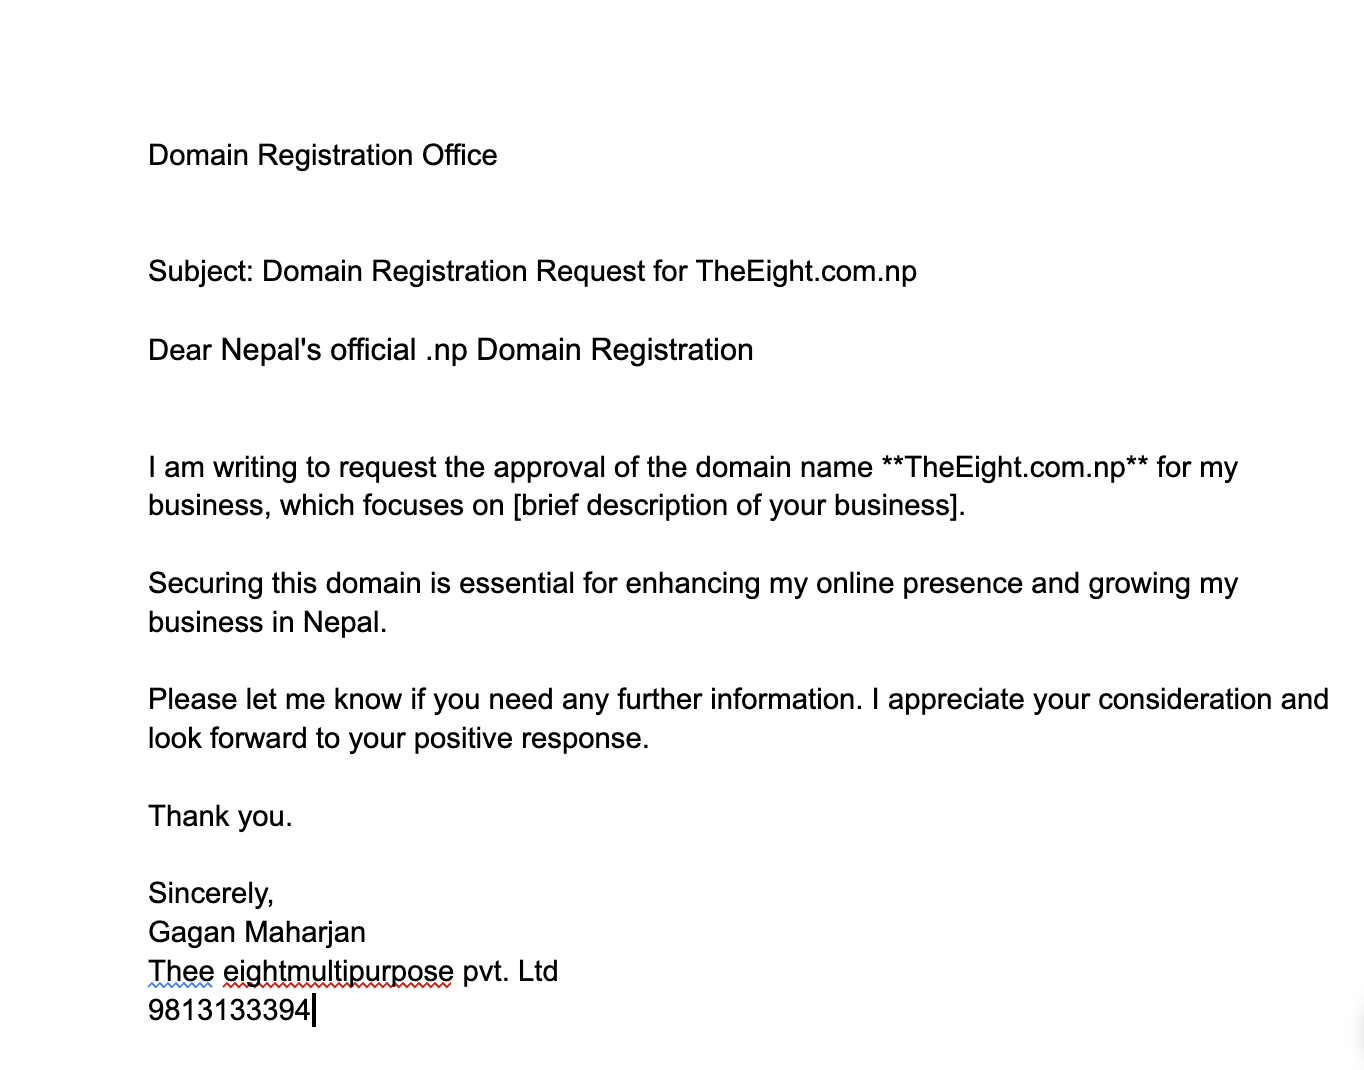 Domain Registration Office
Subject: Domain Registration Request for TheEight.com.np
Dear Nepal's official .np Domain Registration
I am writing to request the approval of the domain name **TheEight.com.np** for my
business, which focuses on [brief description of your business].
Securing this domain is essential for enhancing my online presence and growing my
business in Nepal.
Please let me know if you need any further information. I appreciate your consideration and
look forward to your positive response.
Thank you.
Sincerely,
Gagan Maharjan
Thee eightmultipurpose pvt. Ltd
9813133394